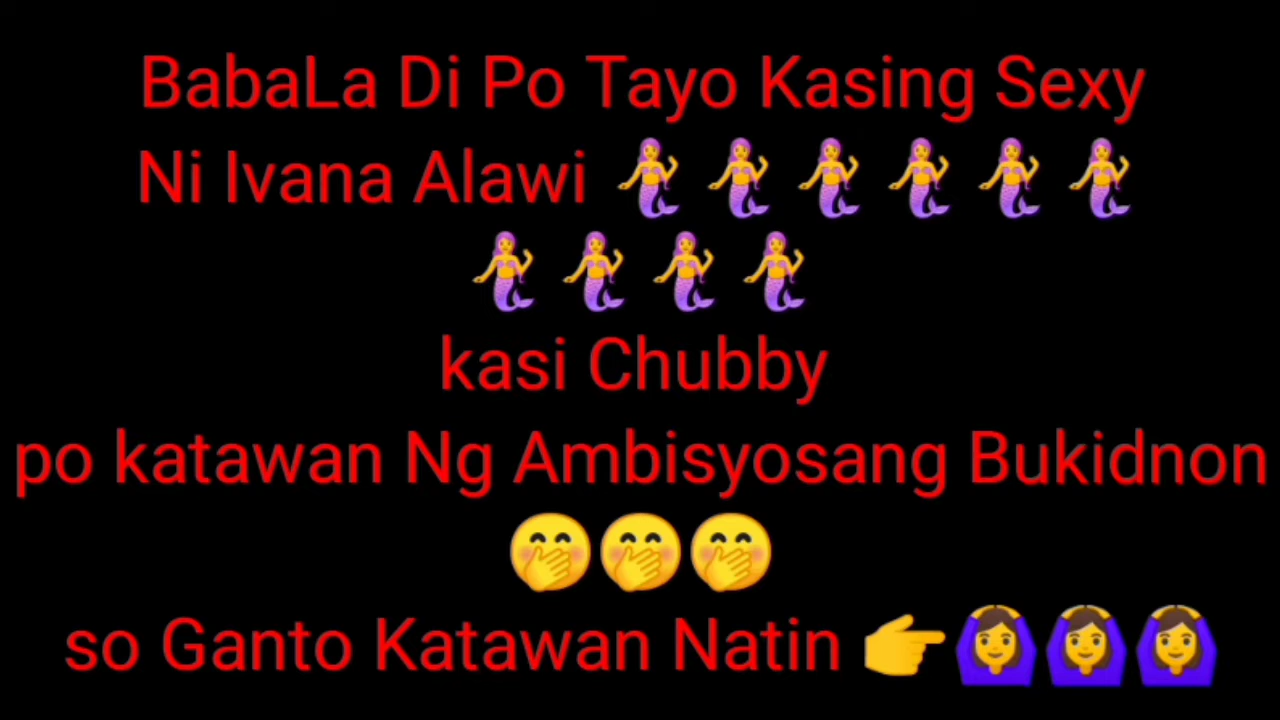 BabaLa Di Po Tayo Kasing Sexy
Ni Ivana Alawi 🧜‍♀️🧜‍♀️🧜‍♀️🧜‍♀️🧜‍♀️🧜‍♀️
🧜‍♀️🧜‍♀️🧜‍♀️🧜‍♀️
kasi Chubby
po katawan Ng Ambisyosang Bukidnon
🤭🤭🤭
so Ganto Katawan Natin 👉🙆‍♀️🙆‍♀️🙆‍♀️